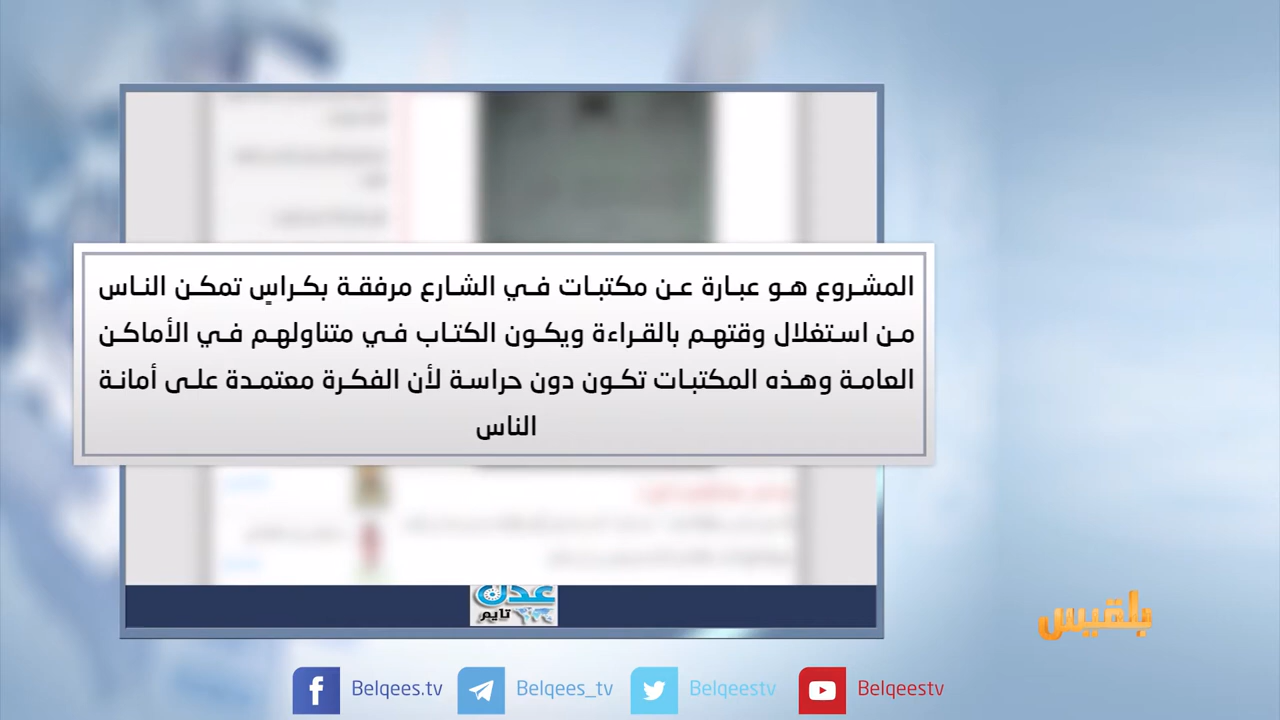 المشروع هو عبارة عن مكتبات في الشارع مرفقة بكراسٍ تمكن الناس
من استغلال وقتهم بالقراءة ويكون الكتاب في متناولهم في الأماكن
العامة وهذه المكتبات تكون دون حراسة لأن الفكرة معتمدة على أمانة
الناس
عدن
تايم
بلقيس
Belqees.tv
Belqees_tv
Belqeestv
Belqeestv